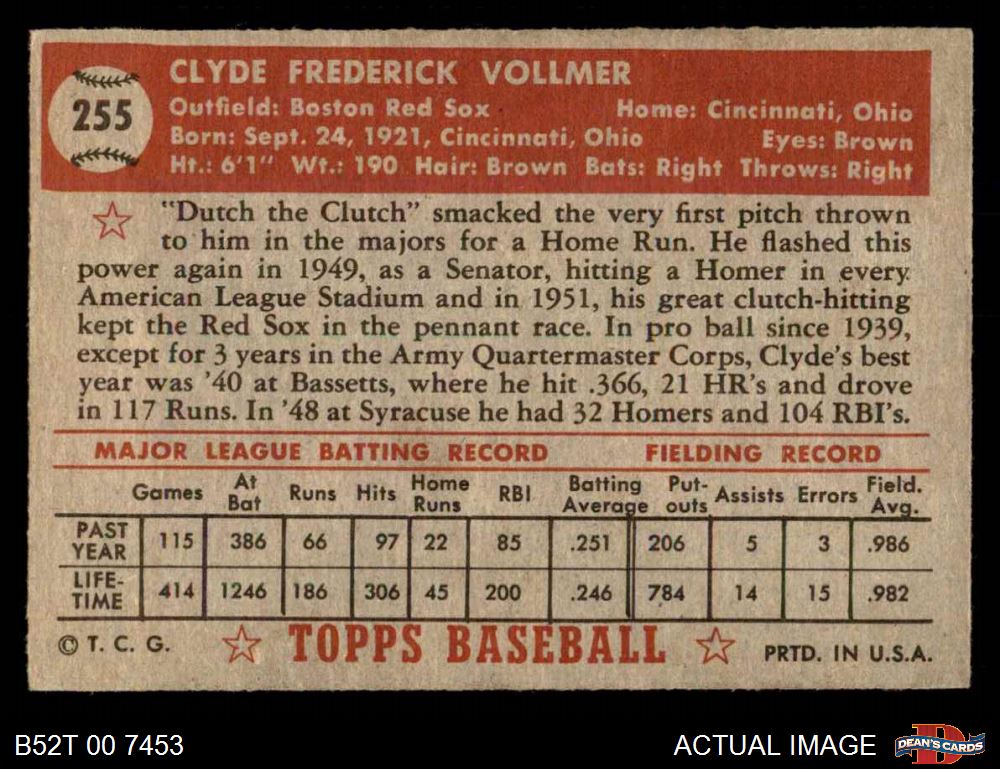 255
CLYDE FREDERICK VOLLMER
Outfield: Boston Red Sox Home: Cincinnati, Ohio
Born: Sept. 24, 1921, Cincinnati, Ohio Eyes: Brown
Ht.: 6'1" Wt.: 190 Hair: Brown Bats: Right Throws: Right
"Dutch the Clutch" smacked the very first pitch thrown
to him in the majors for a Home Run. He flashed this
power again in 1949, as a Senator, hitting a Homer in every
American League Stadium and in 1951, his great clutch-hitting
kept the Red Sox in the pennant race. In pro ball since 1939,
except for 3 years in the Army Quartermaster Corps, Clyde's best
year was '40 at Bassetts, where he hit .366, 21 HR's and drove
in 117 Runs. In '48 at Syracuse he had 32 Homers and 104 RBI's.
MAJOR LEAGUE BATTING RECORD FIELDING RECORD
Games At Bat Runs Hits Home Runs RBI Batting Average Put-outs Assists Errors Field. Avg.
PAST YEAR 115 386 66 97 22 85 .251 206 5 3 .986
LIFE-TIME 414 1246 186 306 45 200 .246 784 14 15 .982
© T. C. G. TOPPS BASEBALL PRTD. IN U.S.A.
B52T 00 7453 ACTUAL IMAGE D DEAN'S CARDS